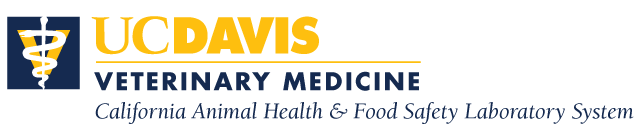 UCDAVIS
VETERINARY MEDICINE
California Animal Health & Food Safety Laboratory System